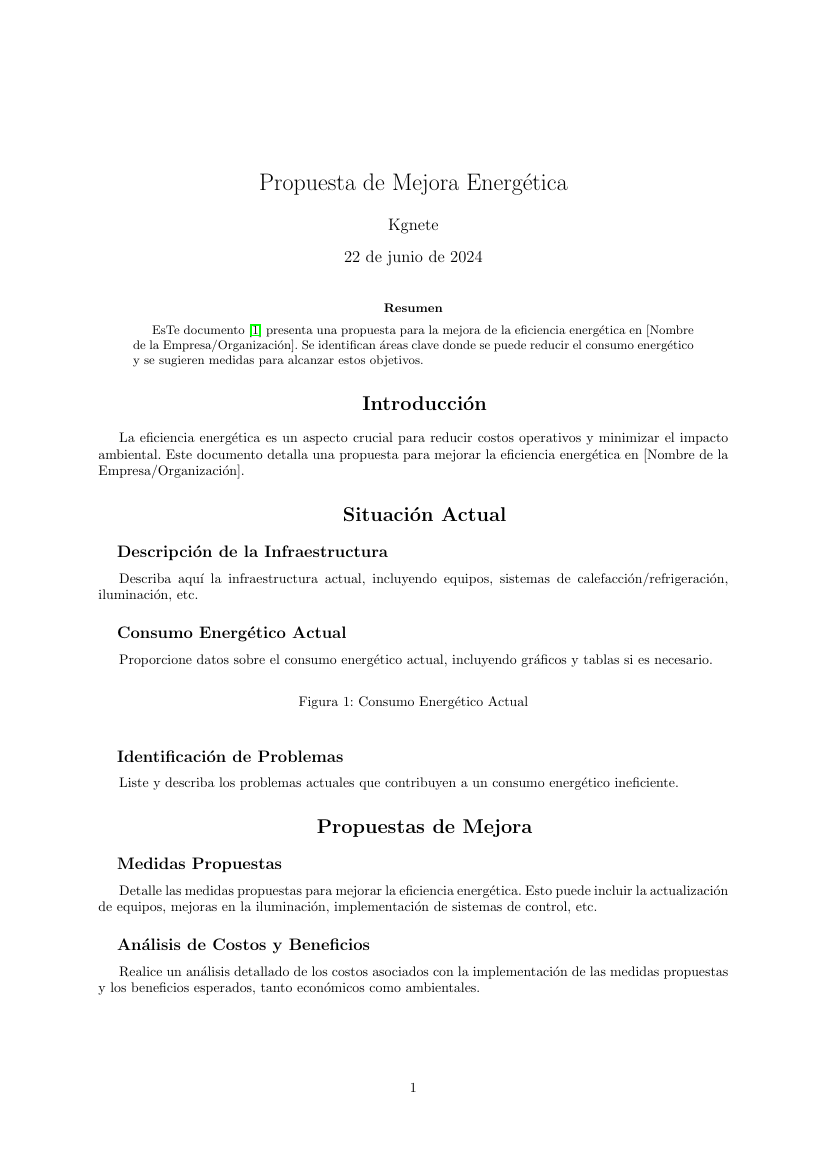 Propuesta de Mejora Energética
Kgnete
22 de junio de 2024
Resumen
EsTe documento [1] presenta una propuesta para la mejora de la eficiencia energética en [Nombre
de la Empresa/Organización]. Se identifican áreas clave donde se puede reducir el consumo energético
y se sugieren medidas para alcanzar estos objetivos.
Introducción
La eficiencia energética es un aspecto crucial para reducir costos operativos y minimizar el impacto
ambiental. Este documento detalla una propuesta para mejorar la eficiencia energética en [Nombre de la
Empresa/Organización].
Situación Actual
Descripción de la Infraestructura
Describa aquí la infraestructura actual, incluyendo equipos, sistemas de calefacción/refrigeración,
iluminación, etc.
Consumo Energético Actual
Proporcione datos sobre el consumo energético actual, incluyendo gráficos y tablas si es necesario.
Figura 1: Consumo Energético Actual
Identificación de Problemas
Liste y describa los problemas actuales que contribuyen a un consumo energético ineficiente.
Propuestas de Mejora
Medidas Propuestas
Detalle las medidas propuestas para mejorar la eficiencia energética. Esto puede incluir la actualización
de equipos, mejoras en la iluminación, implementación de sistemas de control, etc.
Análisis de Costos y Beneficios
Realice un análisis detallado de los costos asociados con la implementación de las medidas propuestas
y los beneficios esperados, tanto económicos como ambientales.
1